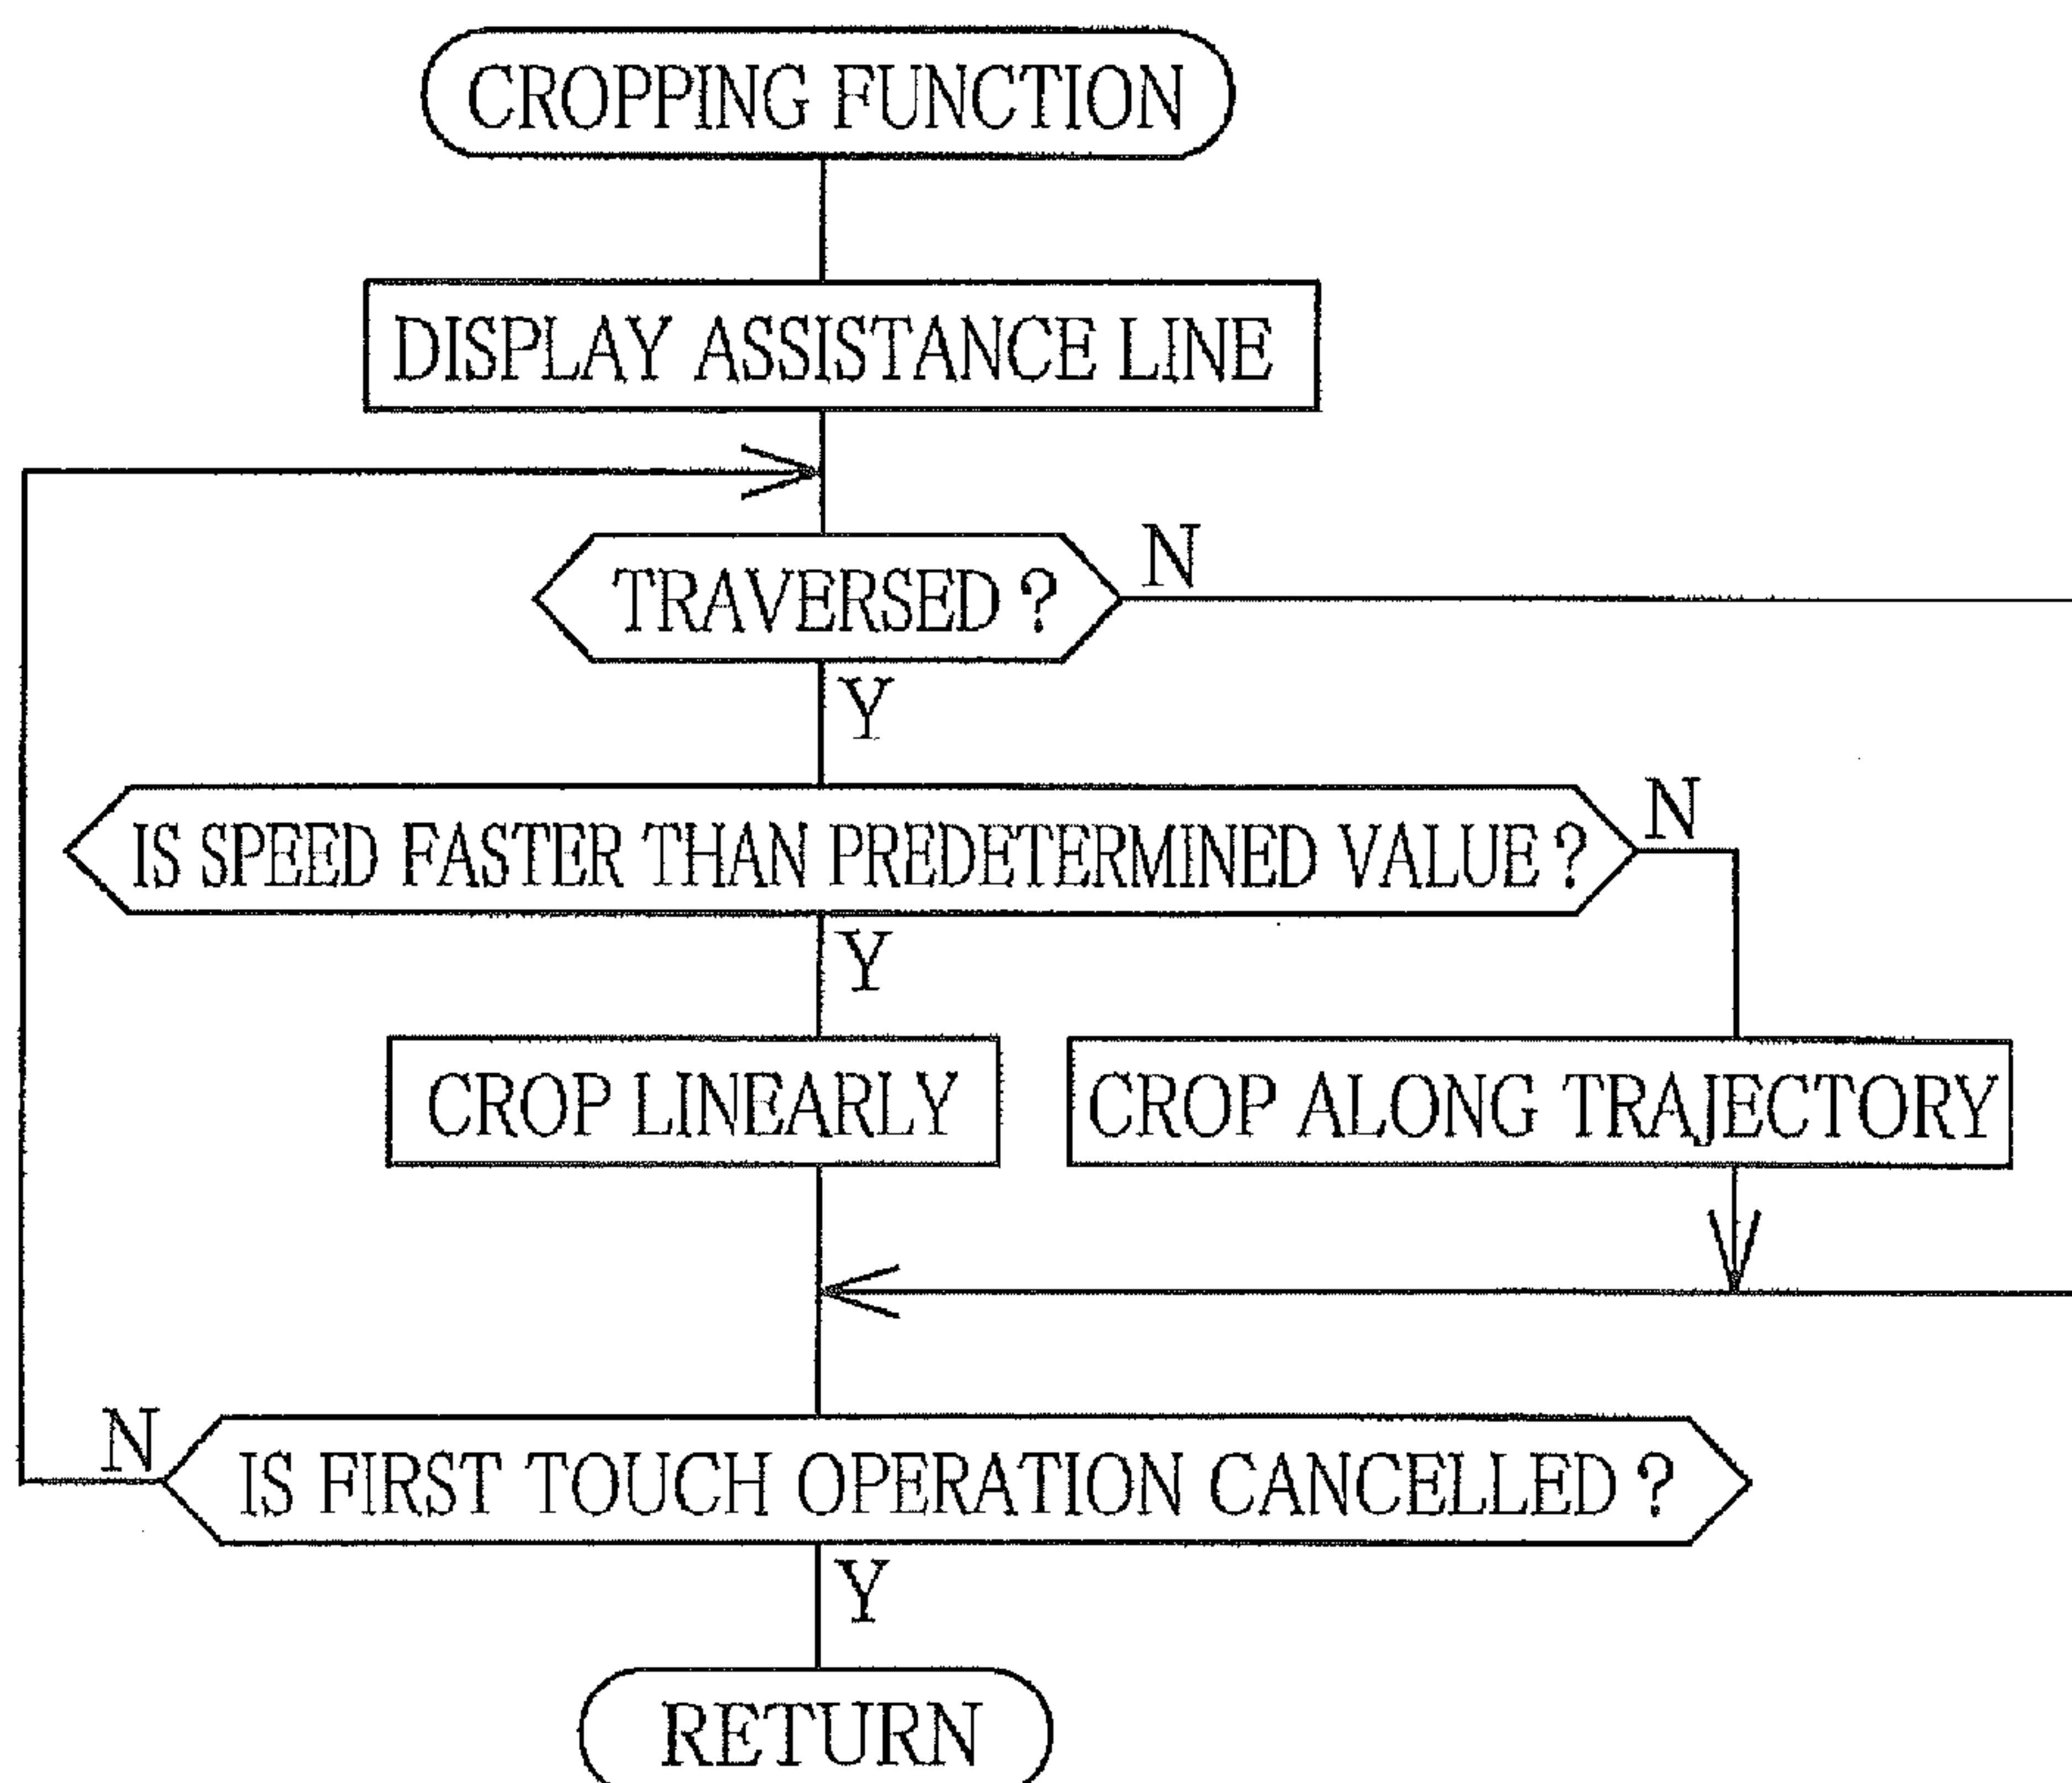 CROPPING FUNCTION
DISPLAY ASSISTANCE LINE
TRAVERSED ?
N
Y
IS SPEED FASTER THAN PREDETERMINED VALUE ?
N
Y
CROP LINEARLY
CROP ALONG TRAJECTORY
N
IS FIRST TOUCH OPERATION CANCELLED ?
Y
RETURN